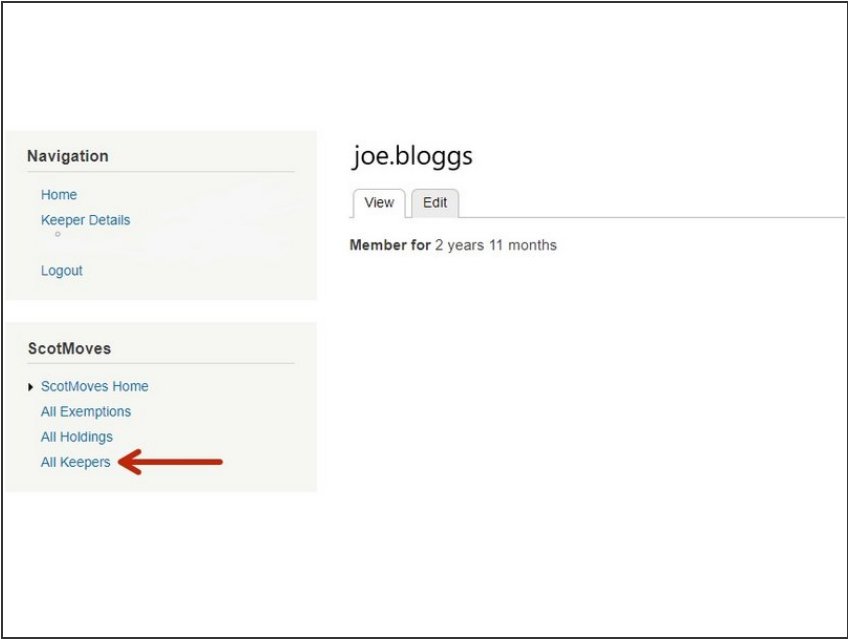 Navigation
Home
Keeper Details
Logout
ScotMoves
ScotMoves Home
All Exemptions
All Holdings
All Keepers
joe.bloggs
View Edit
Member for 2 years 11 months